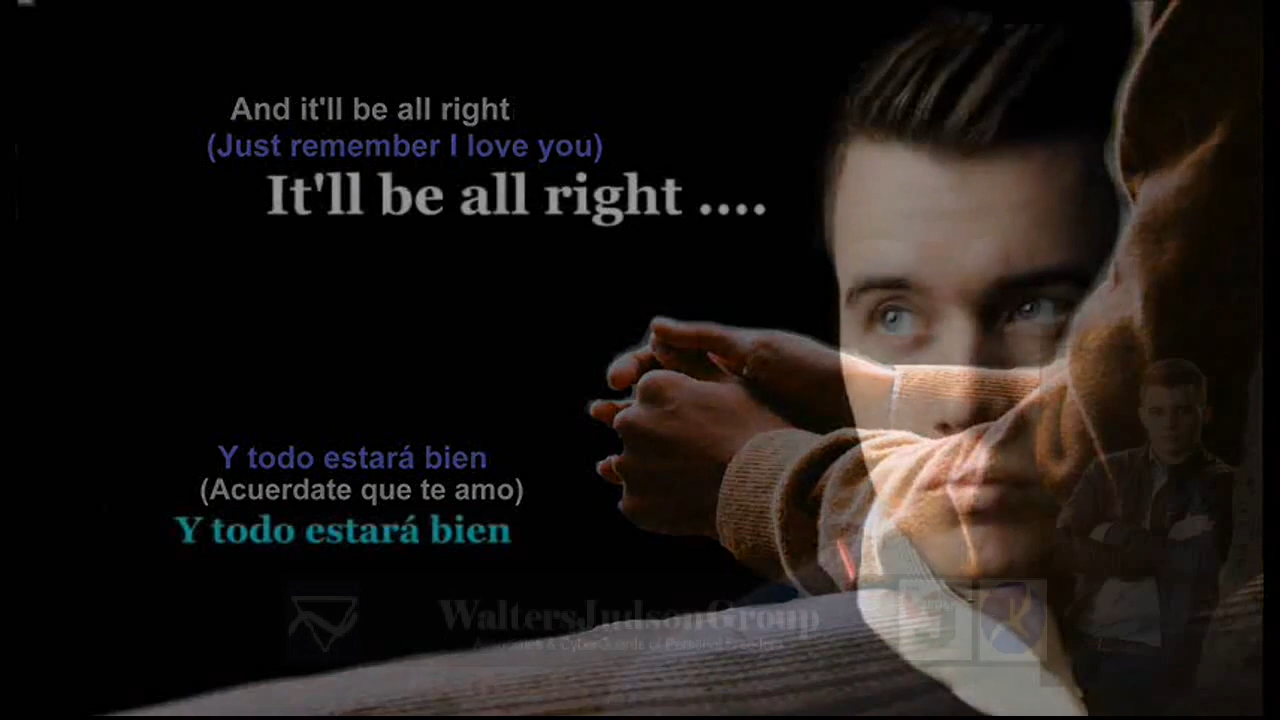 And it'll be all right
(Just remember I love you)
It'll be all right ....
Y todo estará bien
(Acuerdate que te amo)
Y todo estará bien
WaltersJudsonGroup